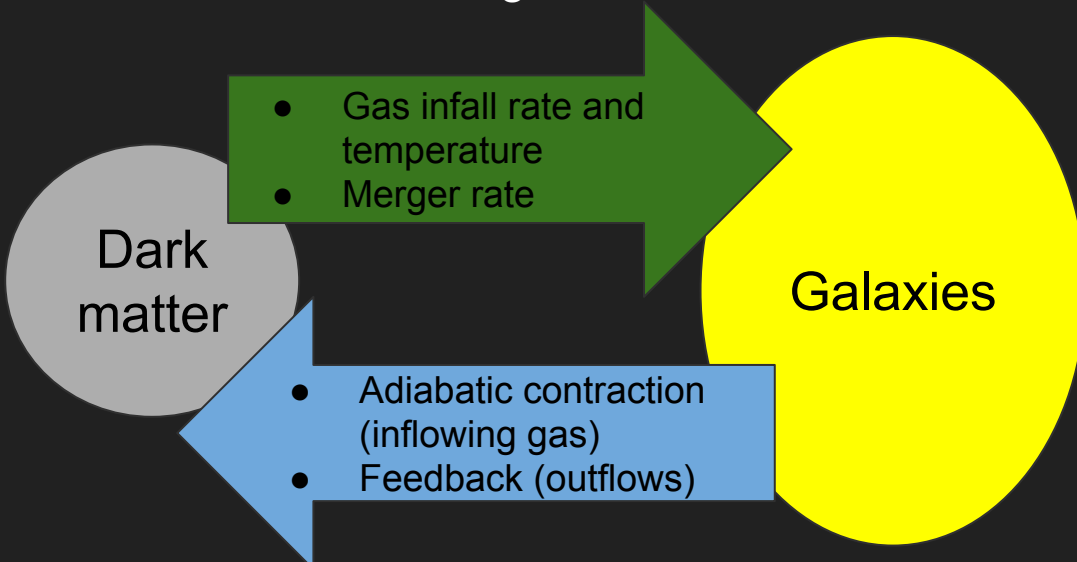 ● Gas infall rate and
temperature
● Merger rate
Dark
matter
Galaxies
● Adiabatic contraction
(inflowing gas)
● Feedback (outflows)